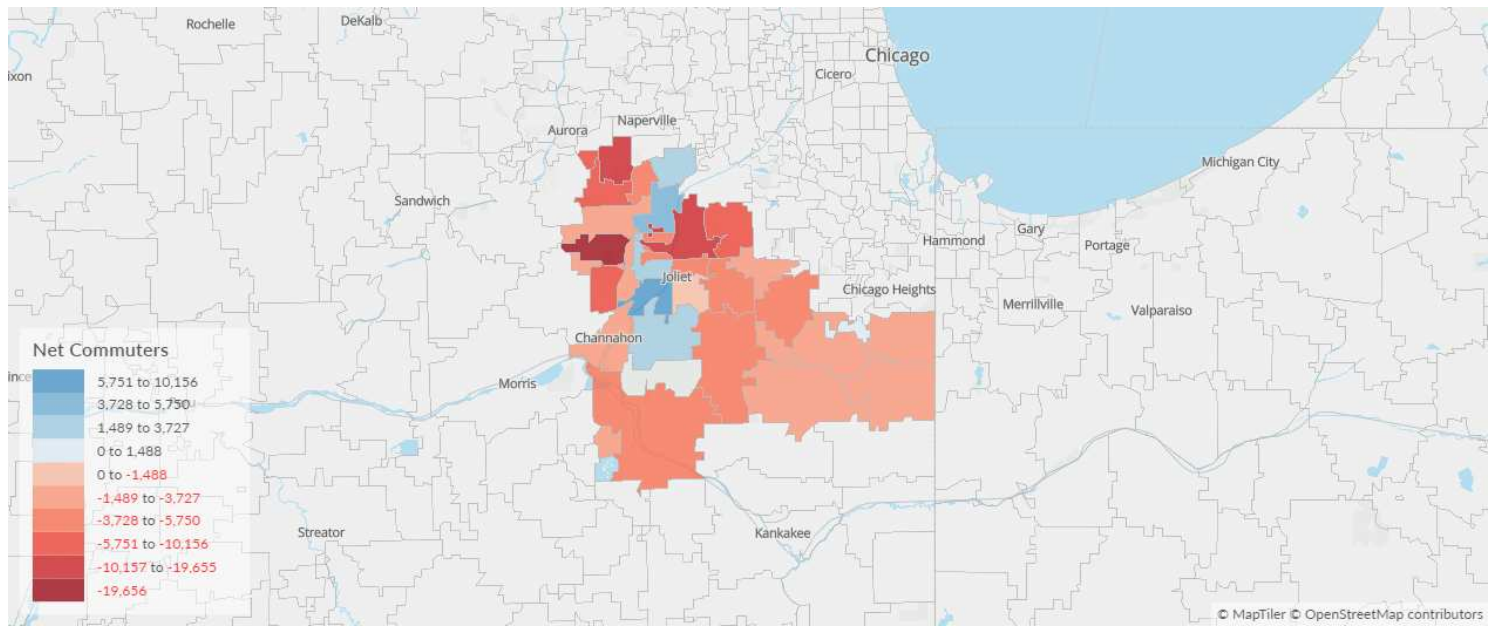 Rochelle
DeKalb
Chicago
Cicero
ixon
Naperville
Aurora
Michigan City
Sandwich
Hammond
Gary
Portage
Joliet
Chicago Heights
Merrillville
Valparaiso
Channahon
Morris
Streator
Kankakee
Net Commuters
5,751 to 10,156
3,728 to 5,750
1,489 to 3,727
0 to 1,488
0 to -1,488
-1,489 to -3,727
-3,728 to -5,750
-5,751 to -10,156
-10,157 to -19,655
-19,656
© MapTiler © OpenStreetMap contributors